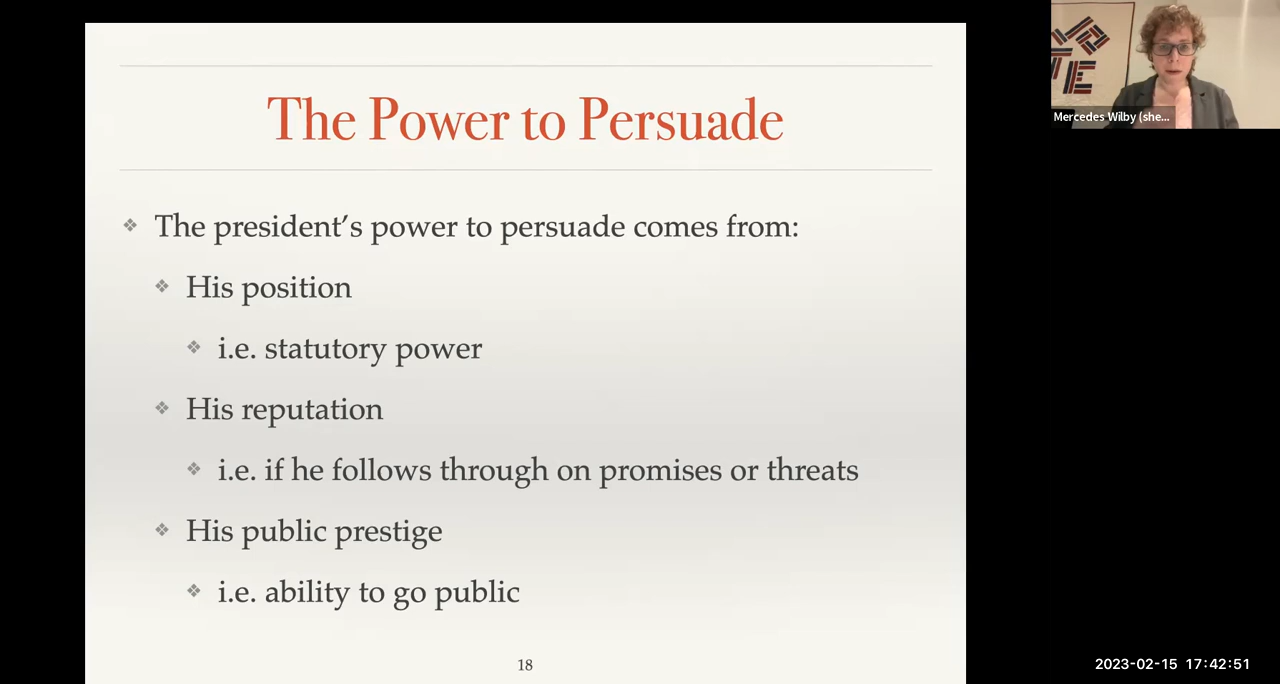 The Power to Persuade
The president’s power to persuade comes from:
His position
i.e. statutory power
His reputation
i.e. if he follows through on promises or threats
His public prestige
i.e. ability to go public
18
TE
Mercedes Wilby (she...
2023-02-15 17:42:51